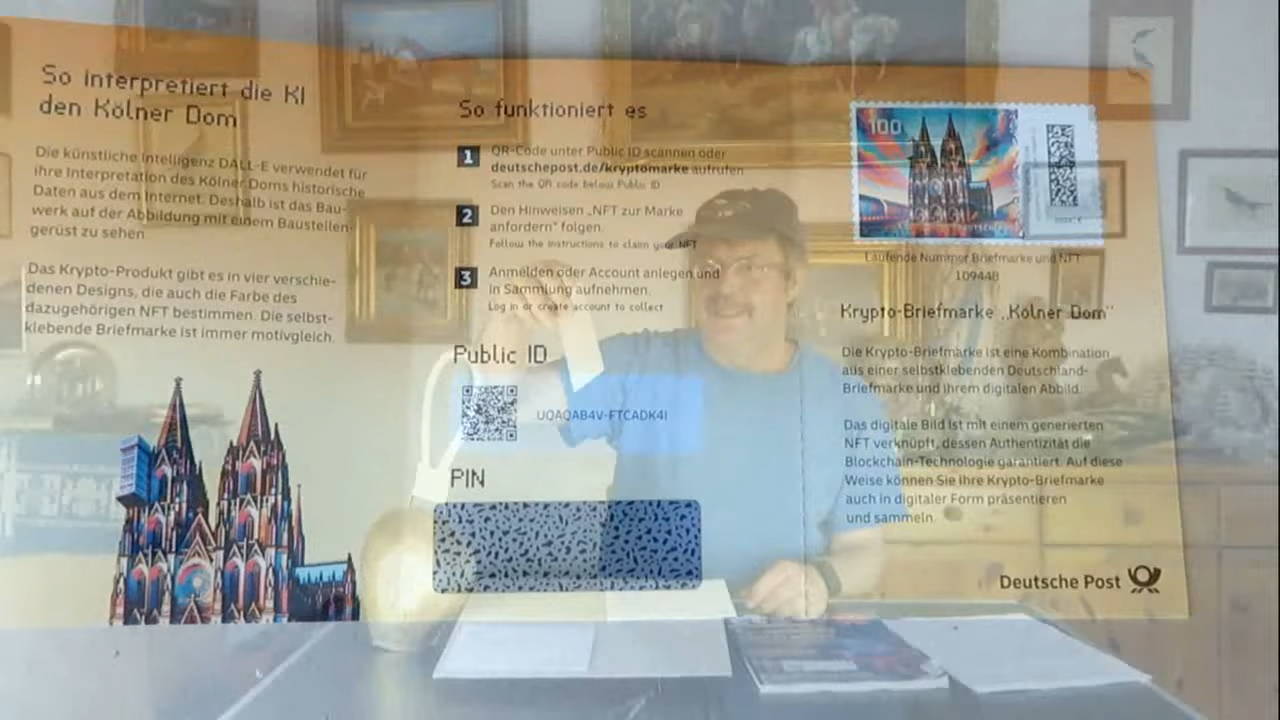 So interpretiert die KI
den Kölner Dom
Die künstliche Intelligenz DALL-E verwendet für
ihre Interpretation des Kölner Doms historische
Daten aus dem Internet. Deshalb ist das Bau-
werk auf der Abbildung mit einem Baustellen-
gerüst zu sehen.
Das Krypto-Produkt gibt es in vier verschie-
denen Designs, die auch die Farbe des
dazugehörigen NFT bestimmen. Die selbst-
klebende Briefmarke ist immer motivgleich.
So funktioniert es
1 QR-Code unter Public ID scannen oder
deutschepost.de/kryptomarke aufrufen
Scan the QR code below Public ID
2 Den Hinweisen „NFT zur Marke
anfordern“ folgen.
Follow the instructions to claim your NFT
3 Anmelden oder Account anlegen und
in Sammlung aufnehmen.
Log in or create account to collect
Public ID
UQAQAB4V-FTCADK4I
PIN
100
Laufende Nummer Briefmarke und NFT
109448
Krypto-Briefmarke „Kölner Dom“
Die Krypto-Briefmarke ist eine Kombination
aus einer selbstklebenden Deutschland-
Briefmarke und ihrem digitalen Abbild.
Das digitale Bild ist mit einem generierten
NFT verknüpft, dessen Authentizität die
Blockchain-Technologie garantiert. Auf diese
Weise können Sie Ihre Krypto-Briefmarke
auch in digitaler Form präsentieren
und sammeln.
Deutsche Post